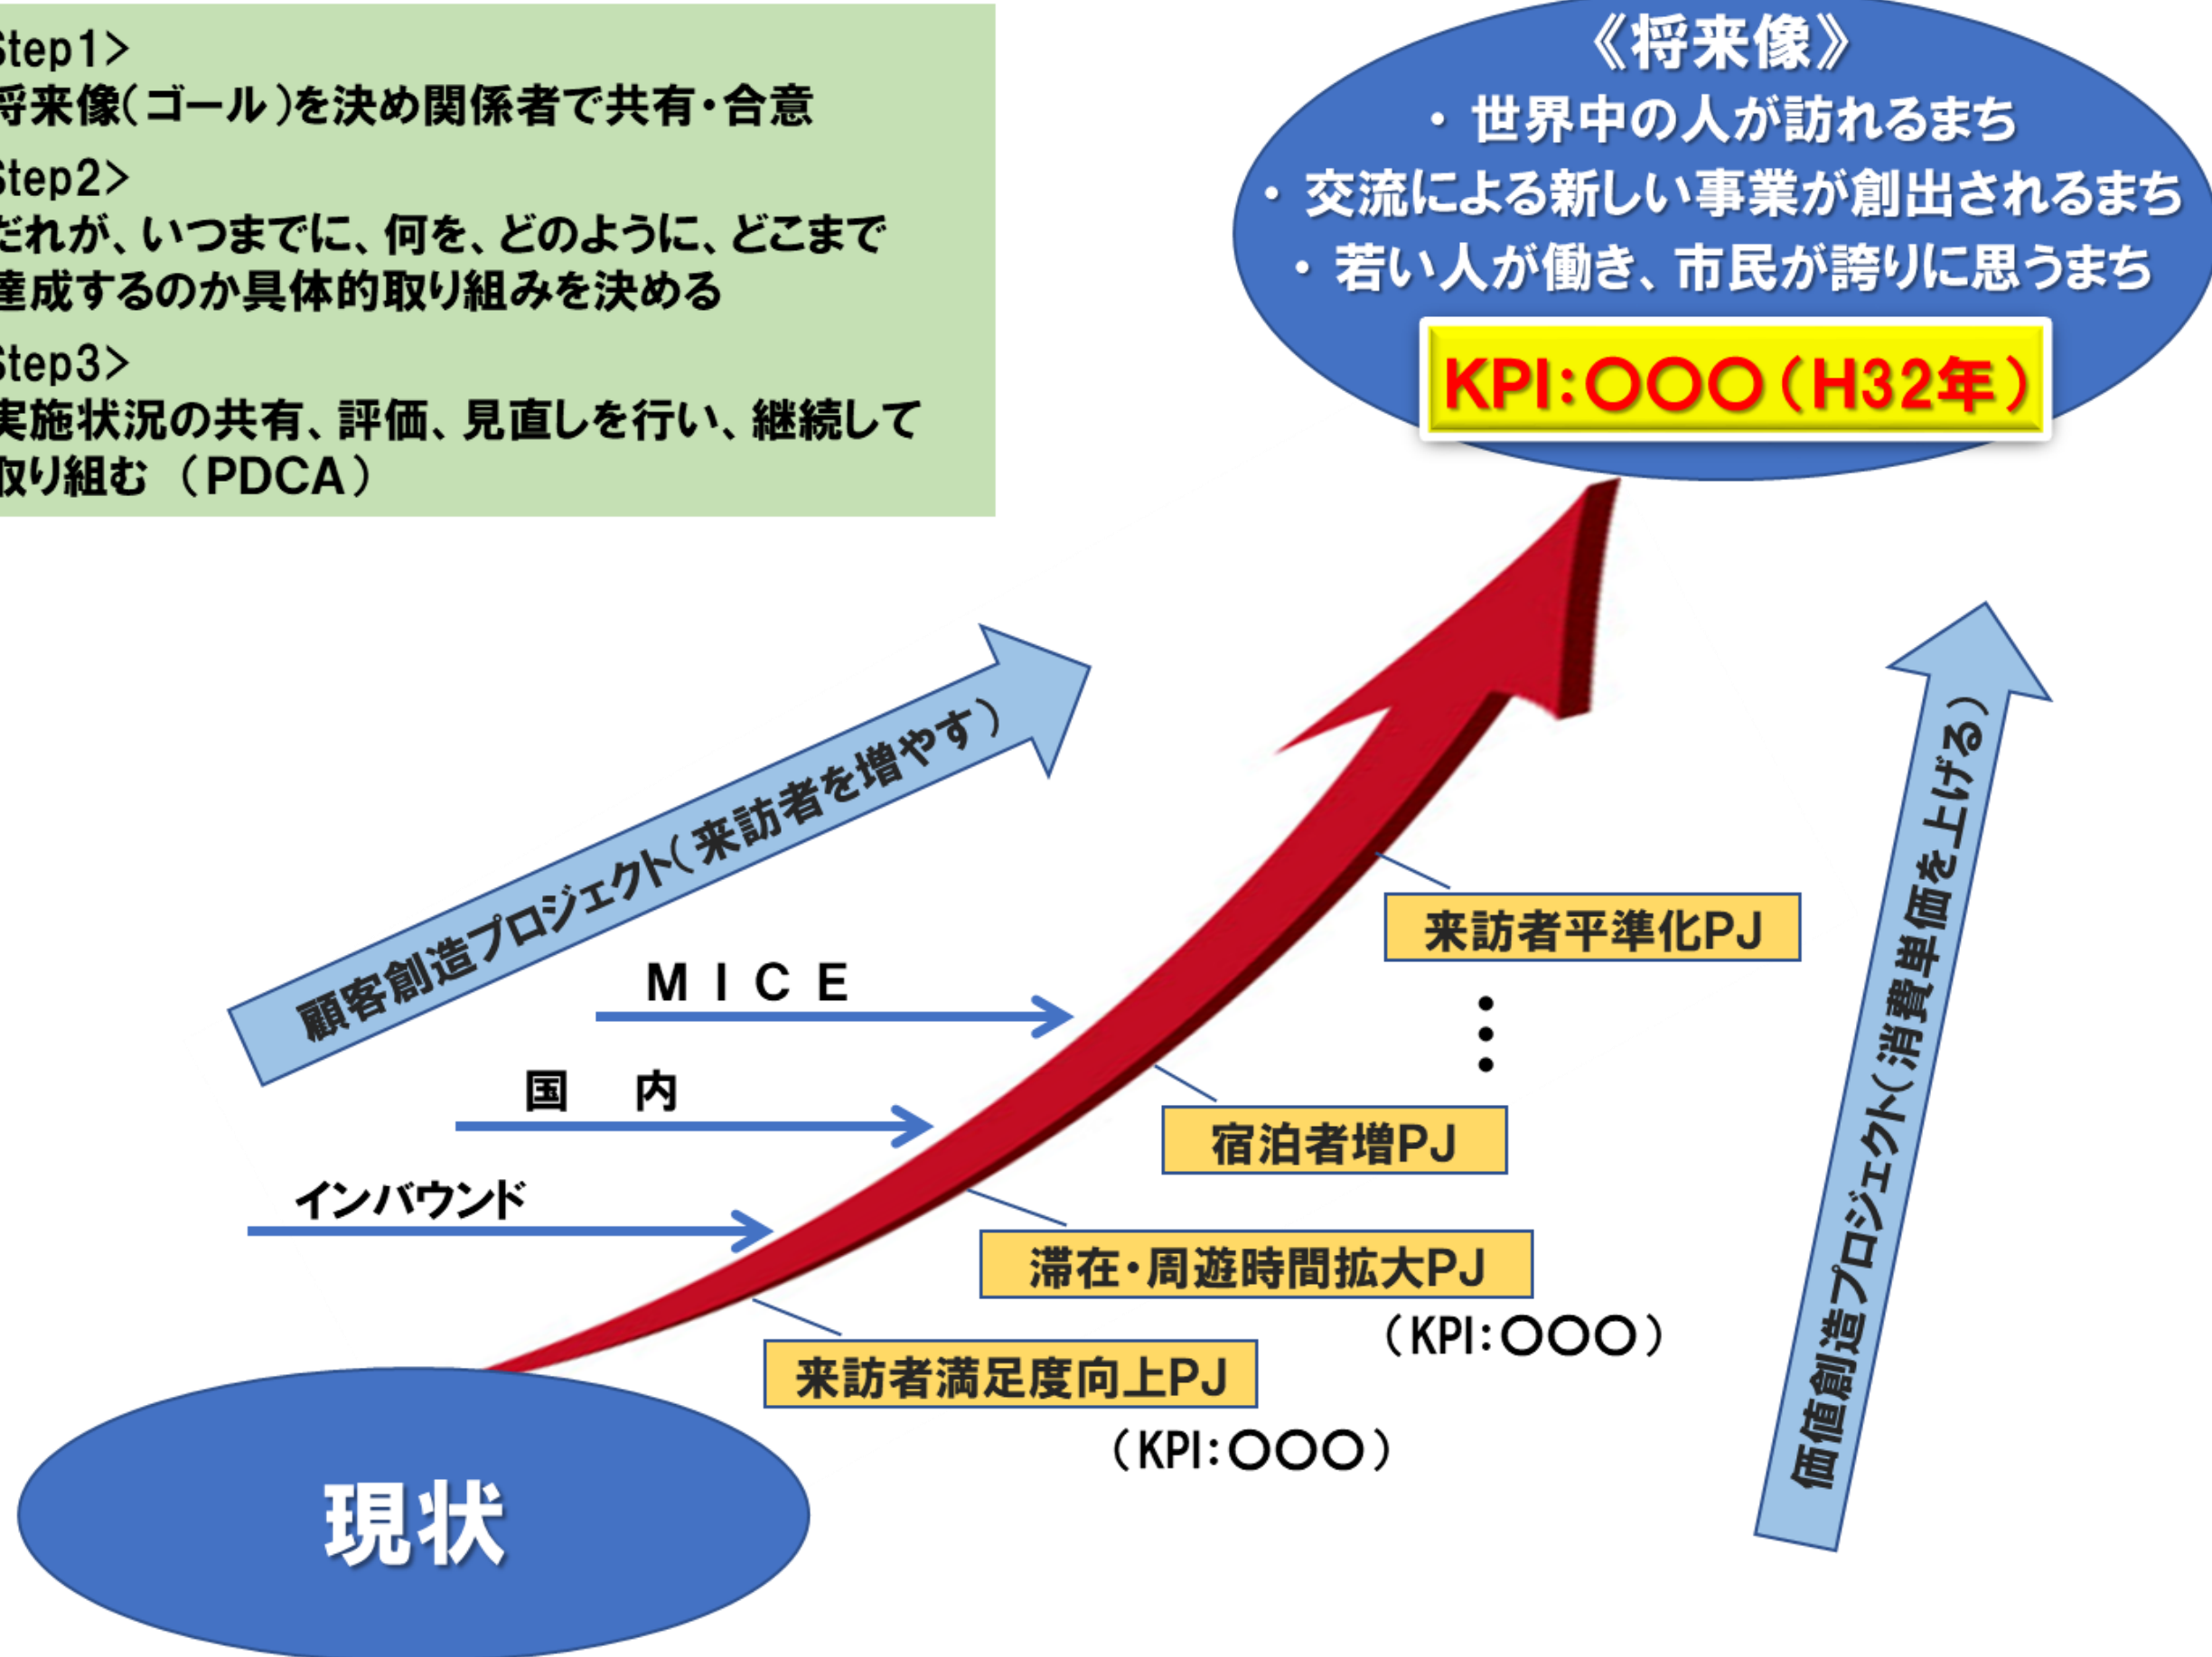 Step1>
将来像(ゴール)を決め関係者で共有・合意
Step2>
だれが、いつまでに、何を、どのように、どこまで
達成するのか具体的取り組みを決める
Step3>
実施状況の共有、評価、見直しを行い、継続して
取り組む（PDCA）
《将来像》
・ 世界中の人が訪れるまち
・ 交流による新しい事業が創出されるまち
・ 若い人が働き、市民が誇りに思うまち
KPI:〇〇〇（H32年）
顧客創造プロジェクト(来訪者を増やす)
価値創造プロジェクト(消費単価を上げる)
来訪者平準化PJ
ＭＩＣＥ
国　内
宿泊者増PJ
インバウンド
滞在・周遊時間拡大PJ
（KPI:〇〇〇）
来訪者満足度向上PJ
（KPI:〇〇〇）
現状